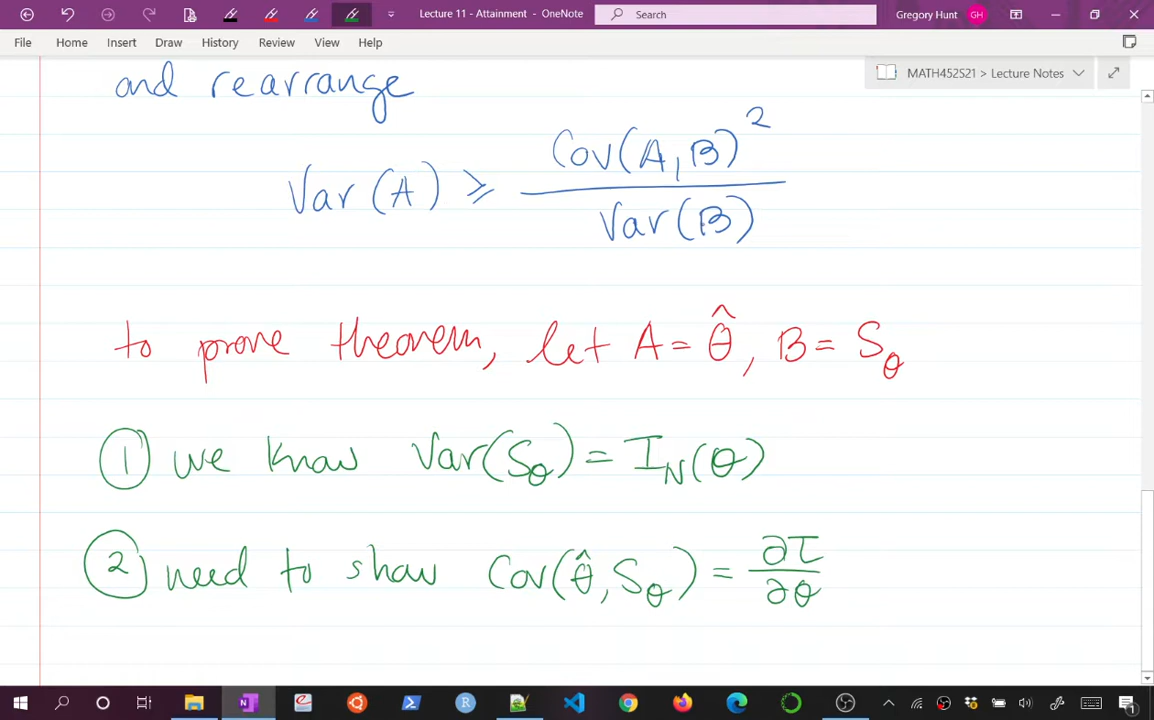 Lecture 11 - Attainment - OneNote
Search
Gregory Hunt GH
File Home Insert Draw History Review View Help
MATH452S21 > Lecture Notes
and rearrange
Var(A) ≥ Cov(A,B)² / Var(B)
to prove theorem, let A = θ̂, B = S_θ
① we know Var(S_θ) = I_N(θ)
② need to show Cov(θ̂, S_θ) = ∂τ/∂θ